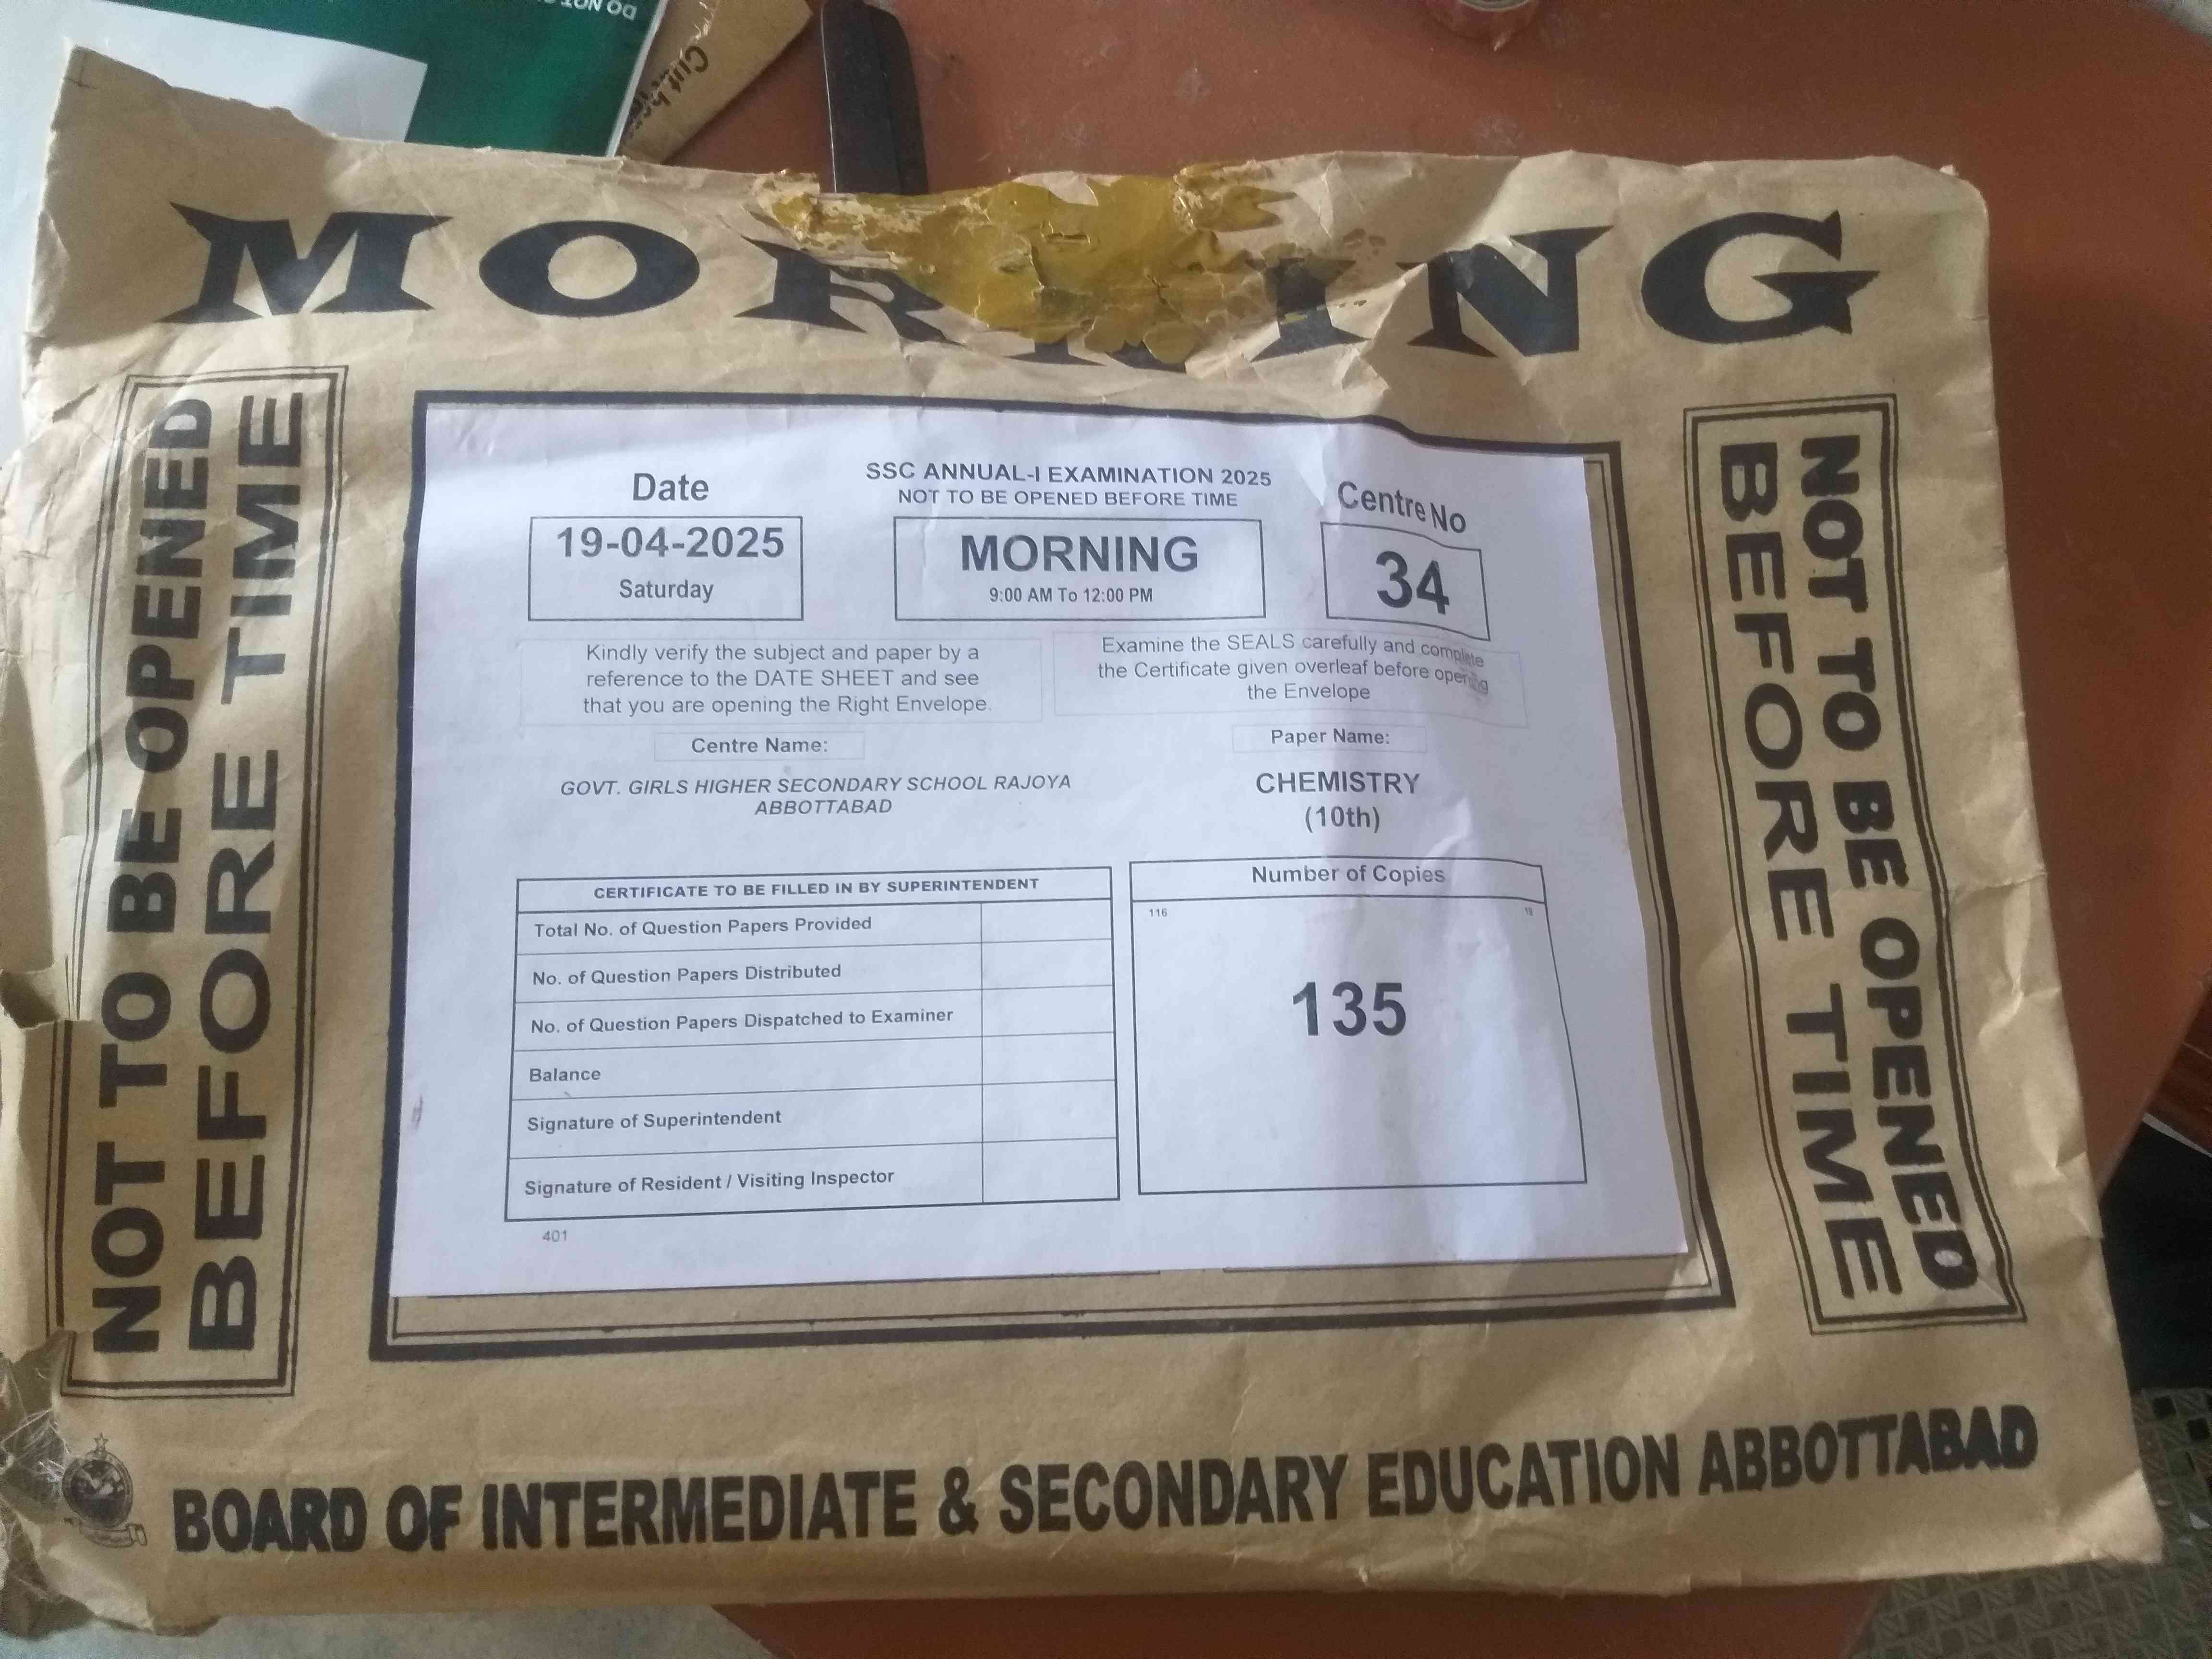 DO NOT
Cut here
MORNING
NOT TO BE OPENED
BEFORE TIME
Date
19-04-2025
Saturday
SSC ANNUAL-I EXAMINATION 2025
NOT TO BE OPENED BEFORE TIME
MORNING
9:00 AM To 12:00 PM
Centre No
34
Kindly verify the subject and paper by a
reference to the DATE SHEET and see
that you are opening the Right Envelope.
Examine the SEALS carefully and complete
the Certificate given overleaf before opening
the Envelope
Centre Name:
GOVT. GIRLS HIGHER SECONDARY SCHOOL RAJOYA
ABBOTTABAD
Paper Name:
CHEMISTRY
(10th)
CERTIFICATE TO BE FILLED IN BY SUPERINTENDENT
Total No. of Question Papers Provided
No. of Question Papers Distributed
No. of Question Papers Dispatched to Examiner
Balance
Signature of Superintendent
Signature of Resident / Visiting Inspector
401
Number of Copies
116
135
NOT TO BE OPENED
BEFORE TIME
BOARD OF INTERMEDIATE & SECONDARY EDUCATION ABBOTTABAD